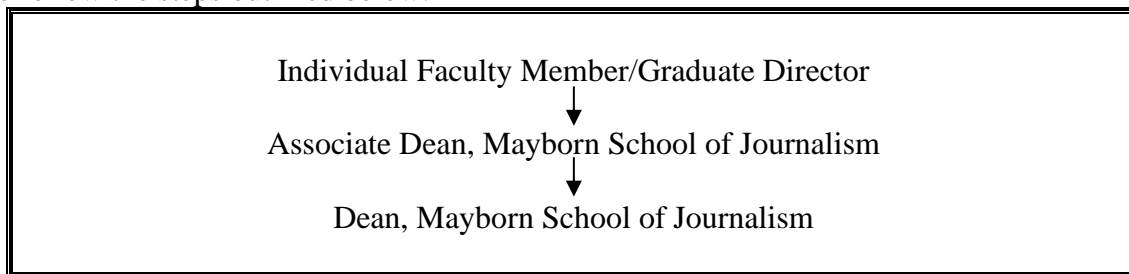 Individual Faculty Member/Graduate Director
Associate Dean, Mayborn School of Journalism
Dean, Mayborn School of Journalism